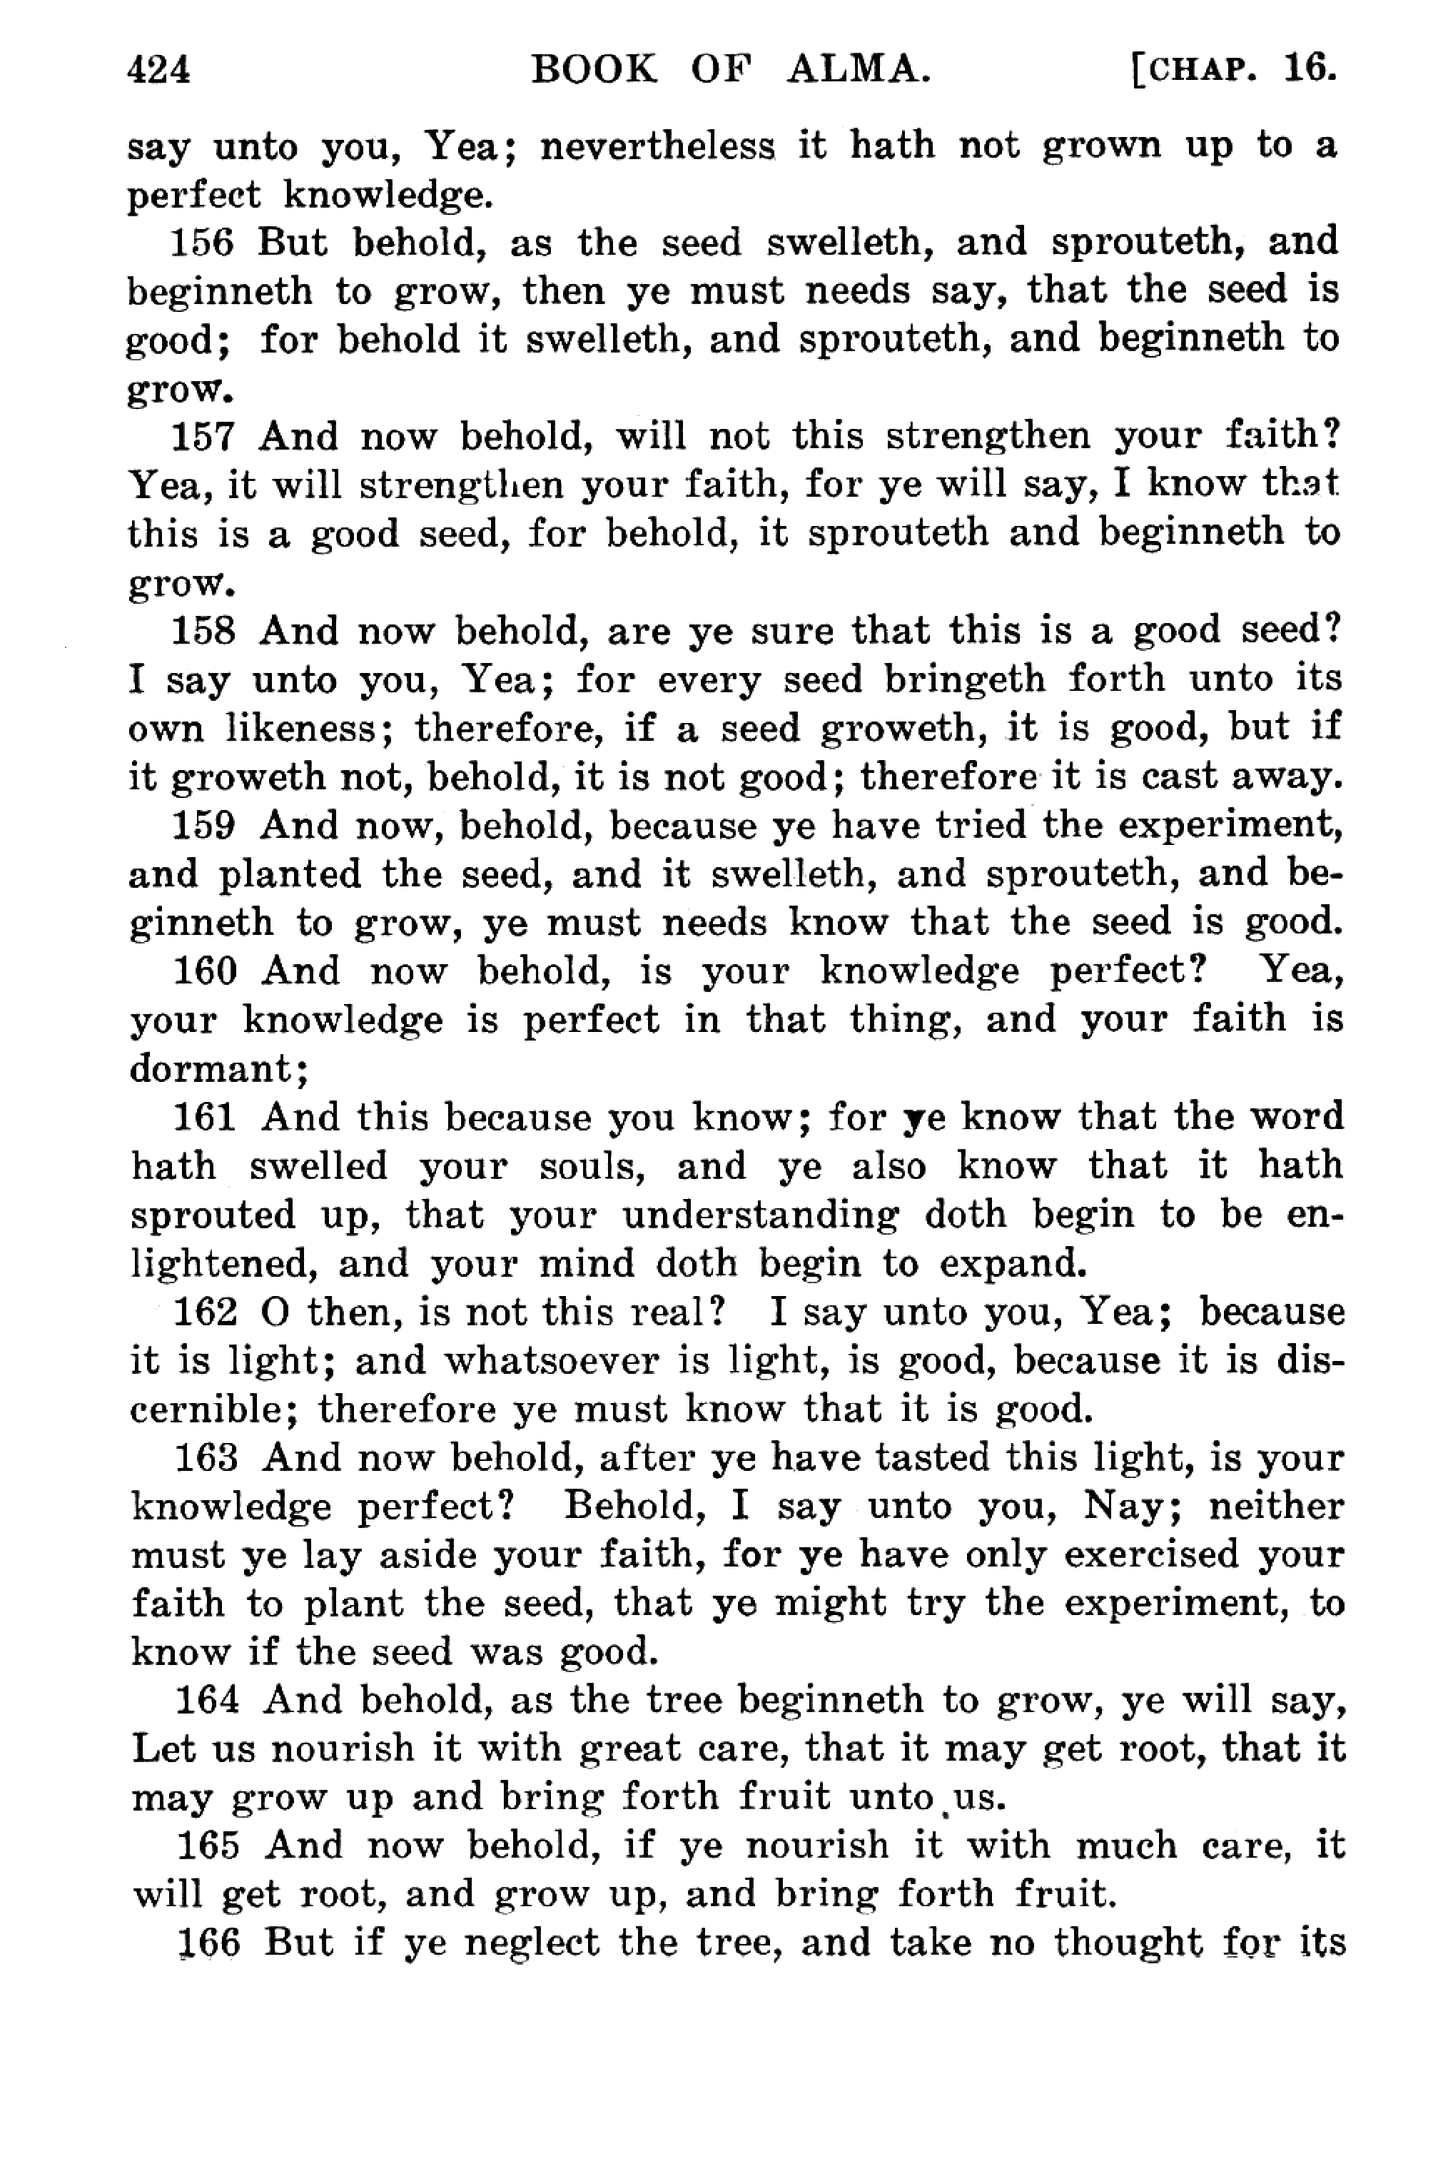 424 BOOK OF ALMA. [CHAP. 16.
say unto you, Yea; nevertheless it hath not grown up to a
perfect knowledge.
156 But behold, as the seed swelleth, and sprouteth, and
beginneth to grow, then ye must needs say, that the seed is
good; for behold it swelleth, and sprouteth, and beginneth to
grow.
157 And now behold, will not this strengthen your faith?
Yea, it will strengthen your faith, for ye will say, I know that
this is a good seed, for behold, it sprouteth and beginneth to
grow.
158 And now behold, are ye sure that this is a good seed?
I say unto you, Yea; for every seed bringeth forth unto its
own likeness; therefore, if a seed groweth, it is good, but if
it groweth not, behold, it is not good; therefore it is cast away.
159 And now, behold, because ye have tried the experiment,
and planted the seed, and it swelleth, and sprouteth, and be-
ginneth to grow, ye must needs know that the seed is good.
160 And now behold, is your knowledge perfect? Yea,
your knowledge is perfect in that thing, and your faith is
dormant;
161 And this because you know; for ye know that the word
hath swelled your souls, and ye also know that it hath
sprouted up, that your understanding doth begin to be en-
lightened, and your mind doth begin to expand.
162 O then, is not this real? I say unto you, Yea; because
it is light; and whatsoever is light, is good, because it is dis-
cernible; therefore ye must know that it is good.
163 And now behold, after ye have tasted this light, is your
knowledge perfect? Behold, I say unto you, Nay; neither
must ye lay aside your faith, for ye have only exercised your
faith to plant the seed, that ye might try the experiment, to
know if the seed was good.
164 And behold, as the tree beginneth to grow, ye will say,
Let us nourish it with great care, that it may get root, that it
may grow up and bring forth fruit unto us.
165 And now behold, if ye nourish it with much care, it
will get root, and grow up, and bring forth fruit.
166 But if ye neglect the tree, and take no thought for its